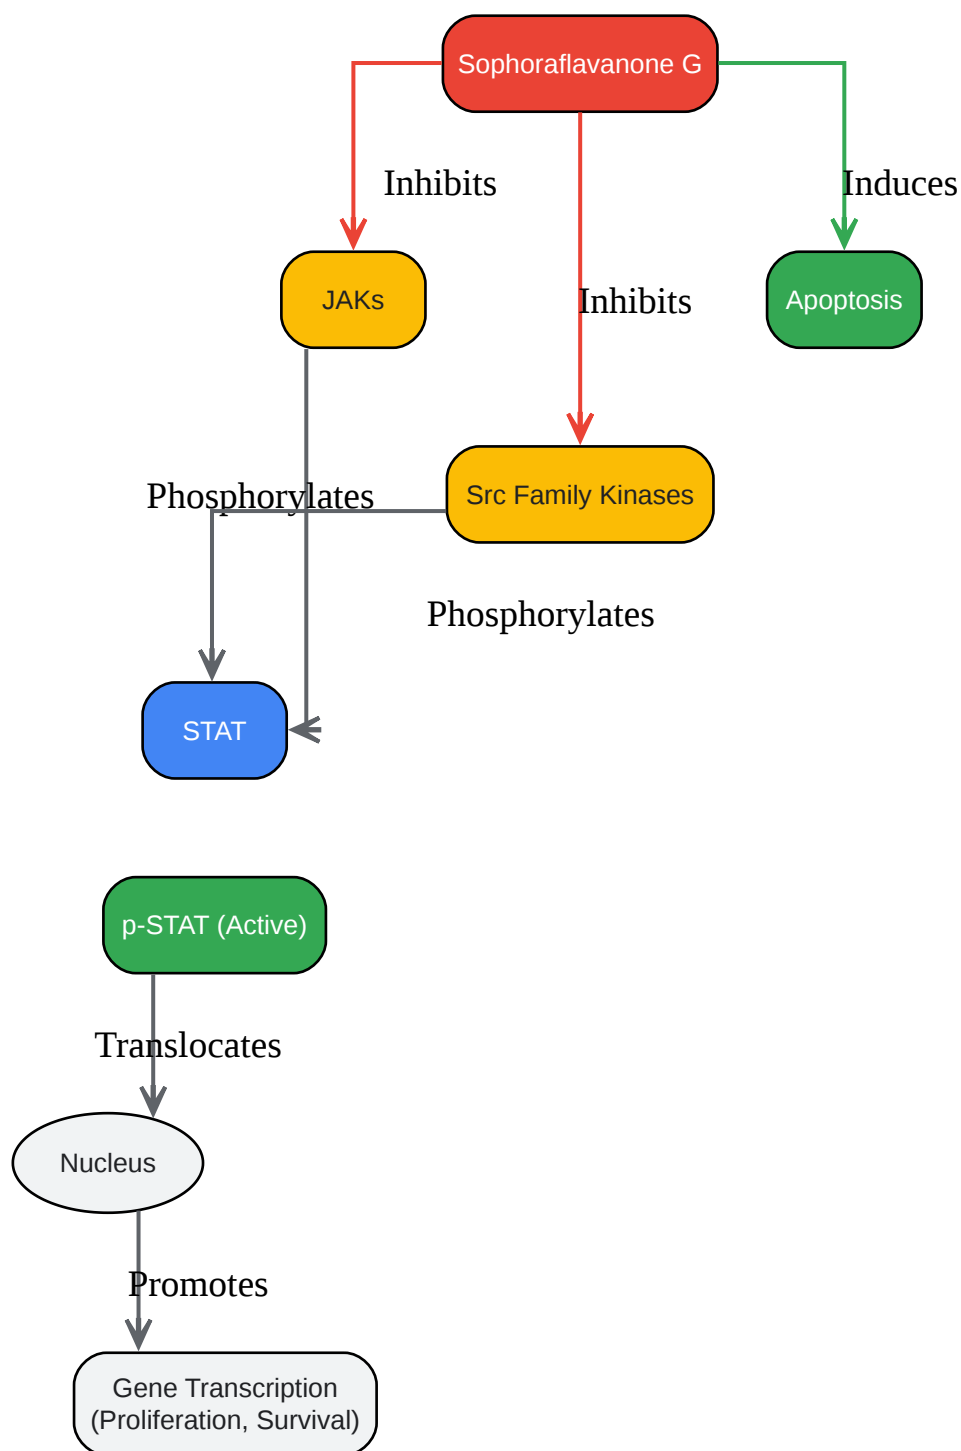 Sophoraflavanone G
Inhibits
Induces
JAKs
Inhibits
Apoptosis
Phosphorylates
Src Family Kinases
Phosphorylates
STAT
p-STAT (Active)
Translocates
Nucleus
Promotes
Gene Transcription
(Proliferation, Survival)